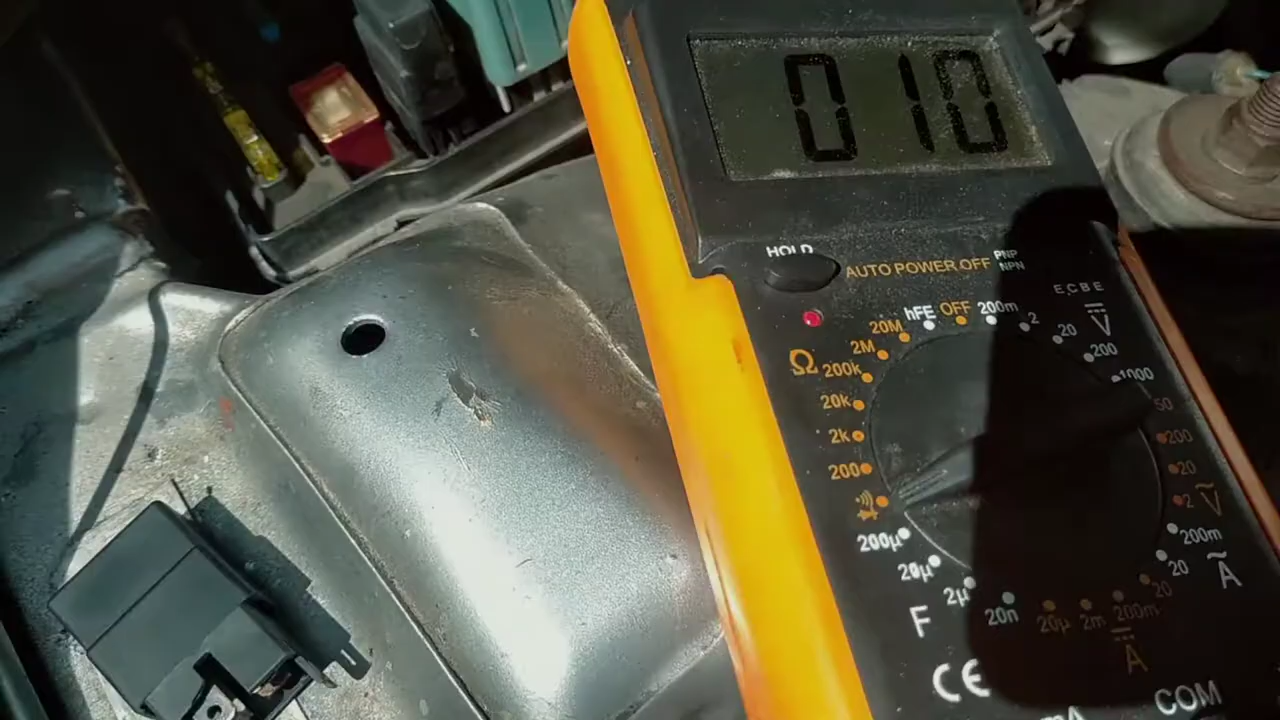 010
HOLD
AUTO POWER OFF
PNP
NPN
E C B E
20M
hFE
OFF
200m
2
20
V
200
1000
2M
Ω
200k
20k
2k
200
50
200
20
2
V
200m
20
A
200µ
20µ
2µ
F
20n
20µ
2m
200m
20
A
CE
COM